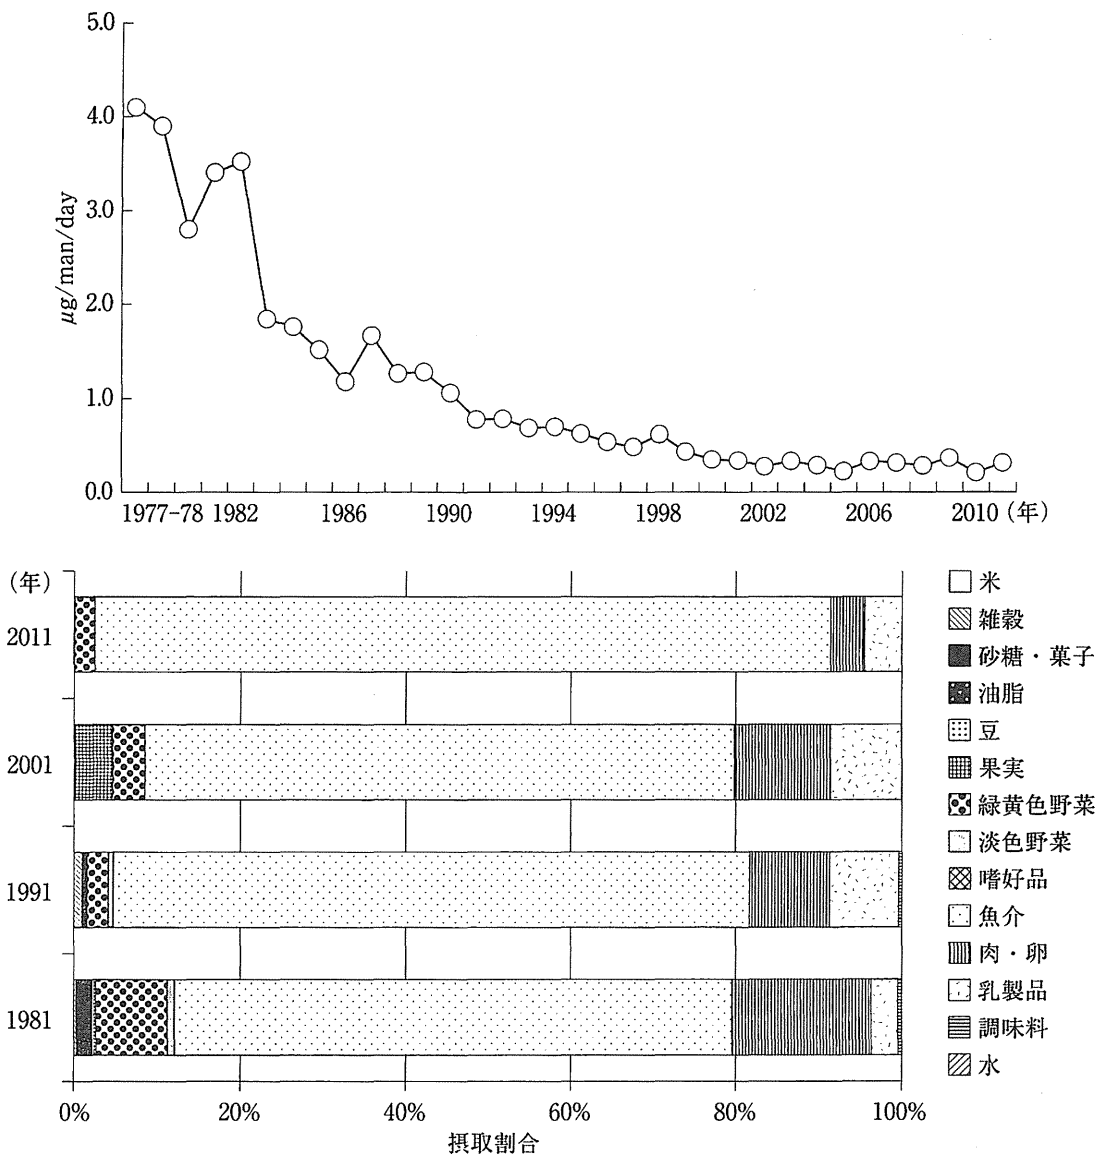 5.0
4.0
3.0
2.0
1.0
0.0
μg/man/day
1977-78 1982 1986 1990 1994 1998 2002 2006 2010 (年)
(年)
2011
2001
1991
1981
0% 20% 40% 60% 80% 100%
摂取割合
米
雑穀
砂糖・菓子
油脂
豆
果実
緑黄色野菜
淡色野菜
嗜好品
魚介
肉・卵
乳製品
調味料
水